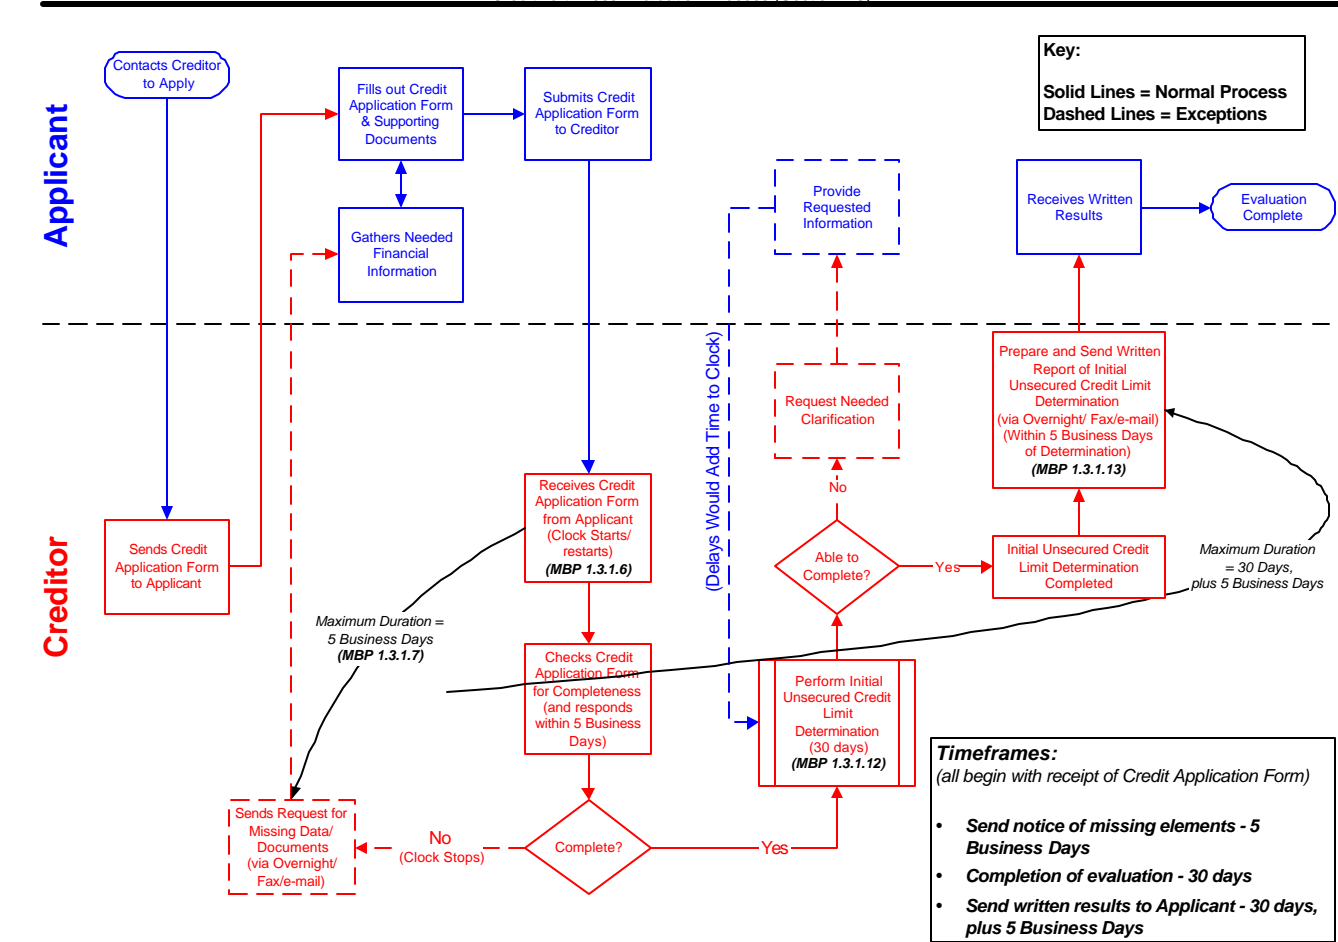 Key:
Solid Lines = Normal Process
Dashed Lines = Exceptions
Applicant
Contacts Creditor
to Apply
Fills out Credit
Application Form
& Supporting
Documents
Submits Credit
Application Form
to Creditor
Gathers Needed
Financial
Information
Provide
Requested
Information
Receives Written
Results
Evaluation
Complete
Creditor
Sends Credit
Application Form
to Applicant
Receives Credit
Application Form
from Applicant
(Clock Starts/
restarts)
(MBP 1.3.1.6)
Maximum Duration =
5 Business Days
(MBP 1.3.1.7)
Checks Credit
Application Form
for Completeness
(and responds
within 5 Business
Days)
Complete?
No
(Clock Stops)
Sends Request for
Missing Data/
Documents
(via Overnight/
Fax/e-mail)
Yes
(Delays Would Add Time to Clock)
Perform Initial
Unsecured Credit
Limit
Determination
(30 days)
(MBP 1.3.1.12)
Able to
Complete?
No
Request Needed
Clarification
Yes
Initial Unsecured Credit
Limit Determination
Completed
Prepare and Send Written
Report of Initial
Unsecured Credit Limit
Determination
(via Overnight/ Fax/e-mail)
(Within 5 Business Days
of Determination)
(MBP 1.3.1.13)
Maximum Duration
= 30 Days,
plus 5 Business Days
Timeframes:
(all begin with receipt of Credit Application Form)
• Send notice of missing elements - 5
Business Days
• Completion of evaluation - 30 days
• Send written results to Applicant - 30 days,
plus 5 Business Days